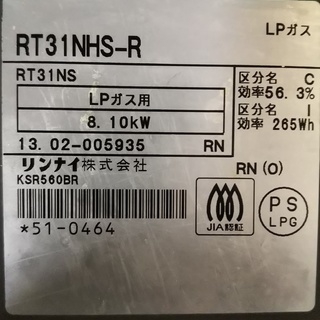 LPガス
RT31NHS-R
RT31NS
区分名 C
効率56.3%
LPガス用
8.10kW
区分名 I
効率 265Wh
13.02-005935 RN
リンナイ株式会社
KSR560BR
RN(O)
*51-0464
JIA認証
PS
LPG